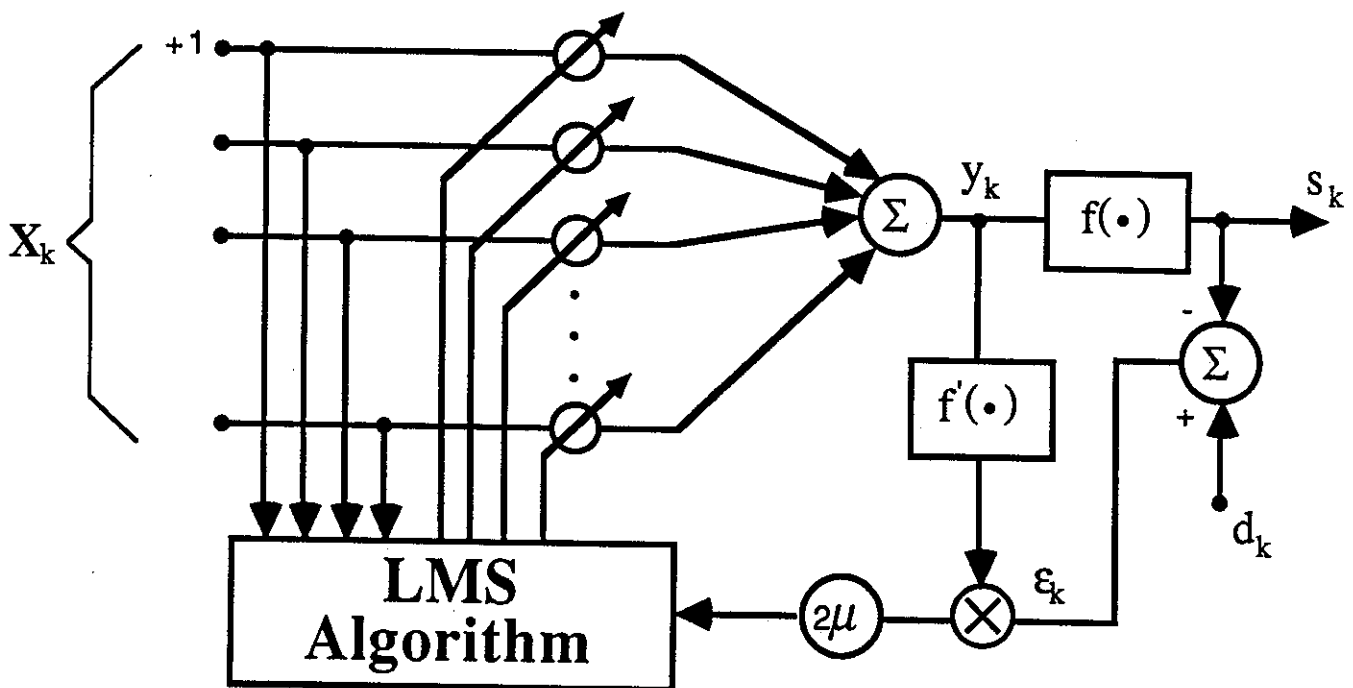 +1
X_k
Σ
y_k
f(•)
s_k
-
Σ
+
f'(•)
d_k
ε_k
2μ
LMS
Algorithm